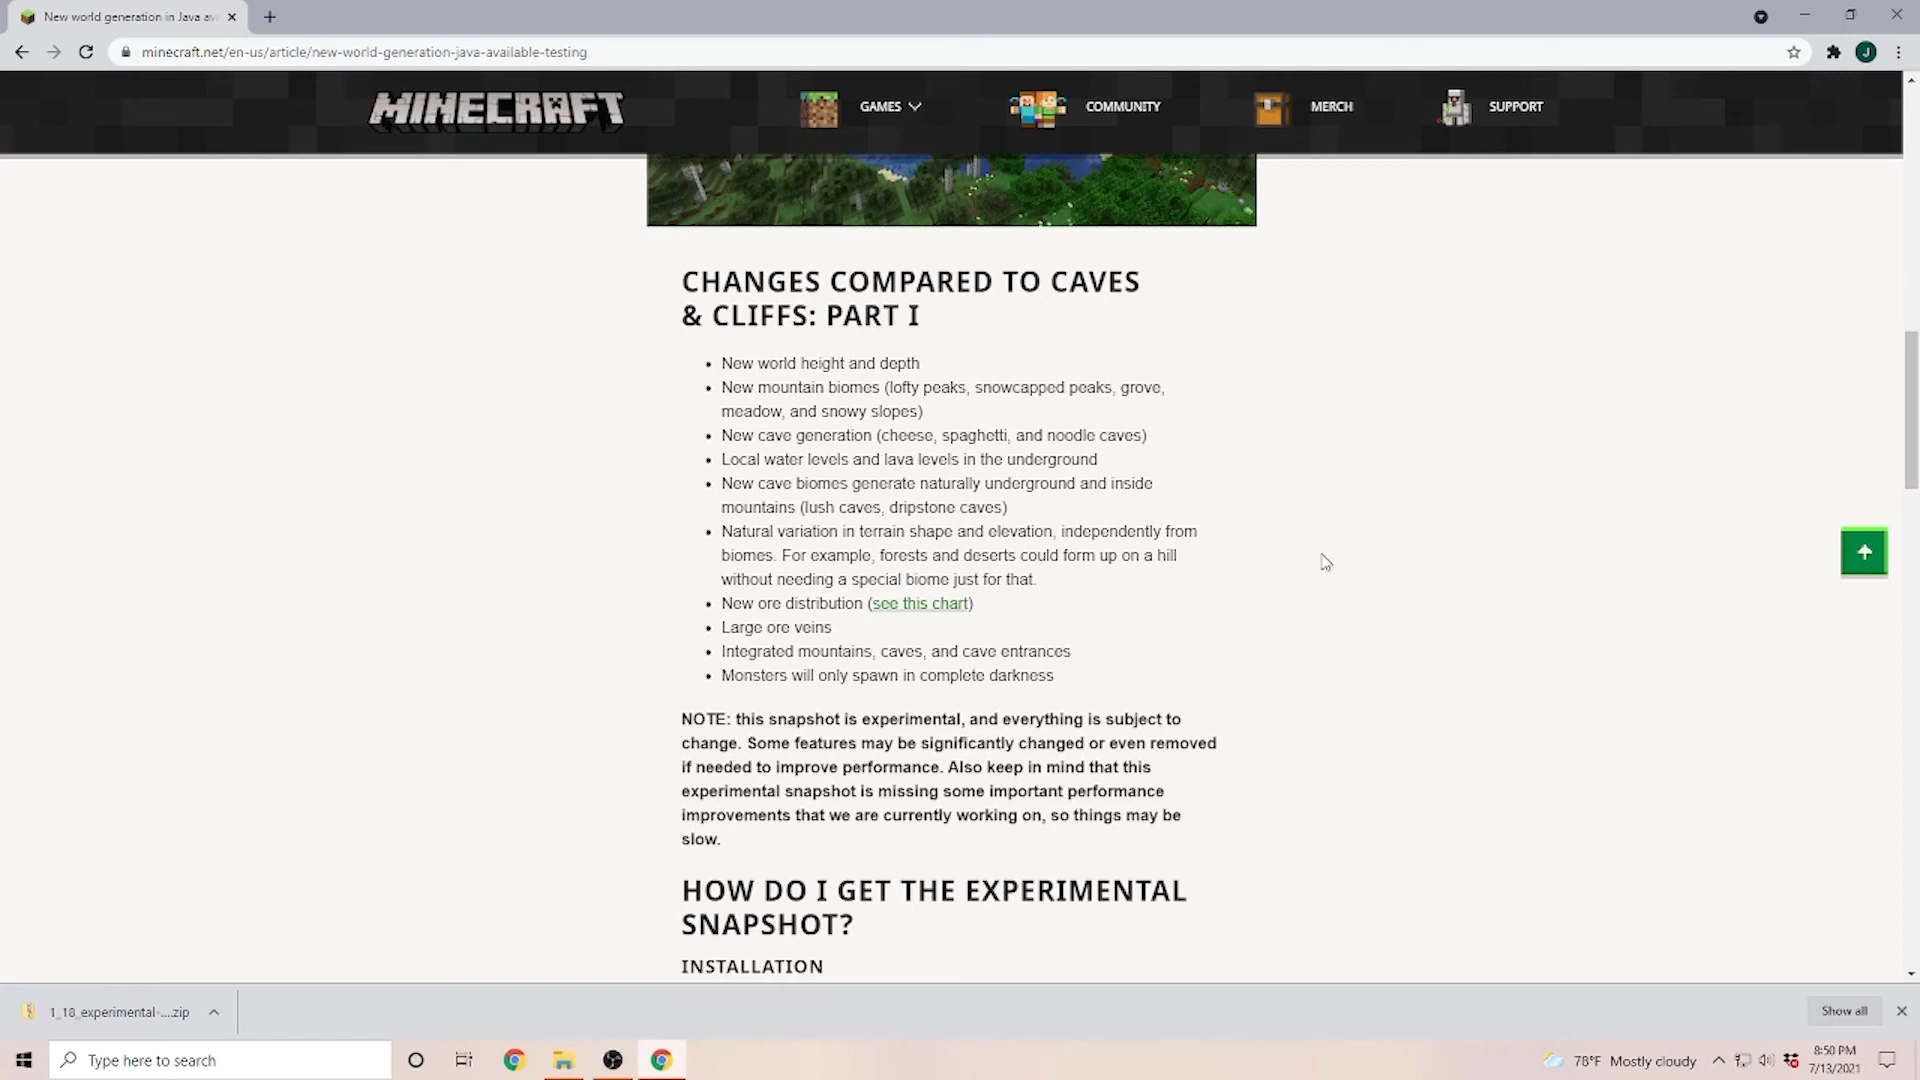 New world generation in Java av
minecraft.net/en-us/article/new-world-generation-java-available-testing
J
MINECRAFT
GAMES
COMMUNITY
MERCH
SUPPORT
CHANGES COMPARED TO CAVES
& CLIFFS: PART I
• New world height and depth
• New mountain biomes (lofty peaks, snowcapped peaks, grove,
meadow, and snowy slopes)
• New cave generation (cheese, spaghetti, and noodle caves)
• Local water levels and lava levels in the underground
• New cave biomes generate naturally underground and inside
mountains (lush caves, dripstone caves)
• Natural variation in terrain shape and elevation, independently from
biomes. For example, forests and deserts could form up on a hill
without needing a special biome just for that.
• New ore distribution (see this chart)
• Large ore veins
• Integrated mountains, caves, and cave entrances
• Monsters will only spawn in complete darkness
NOTE: this snapshot is experimental, and everything is subject to
change. Some features may be significantly changed or even removed
if needed to improve performance. Also keep in mind that this
experimental snapshot is missing some important performance
improvements that we are currently working on, so things may be
slow.
HOW DO I GET THE EXPERIMENTAL
SNAPSHOT?
INSTALLATION
1_18_experimental-....zip
Show all
Type here to search
78°F Mostly cloudy
8:50 PM
7/13/2021